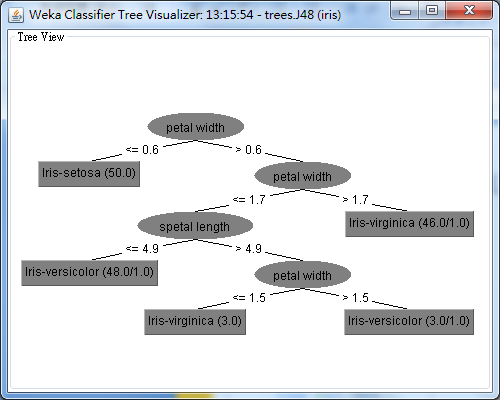 Weka Classifier Tree Visualizer: 13:15:54 - trees.J48 (iris)
Tree View
petal width
<= 0.6 > 0.6
Iris-setosa (50.0)
petal width
<= 1.7 > 1.7
spetal length
Iris-virginica (46.0/1.0)
<= 4.9 > 4.9
Iris-versicolor (48.0/1.0)
petal width
<= 1.5 > 1.5
Iris-virginica (3.0)
Iris-versicolor (3.0/1.0)